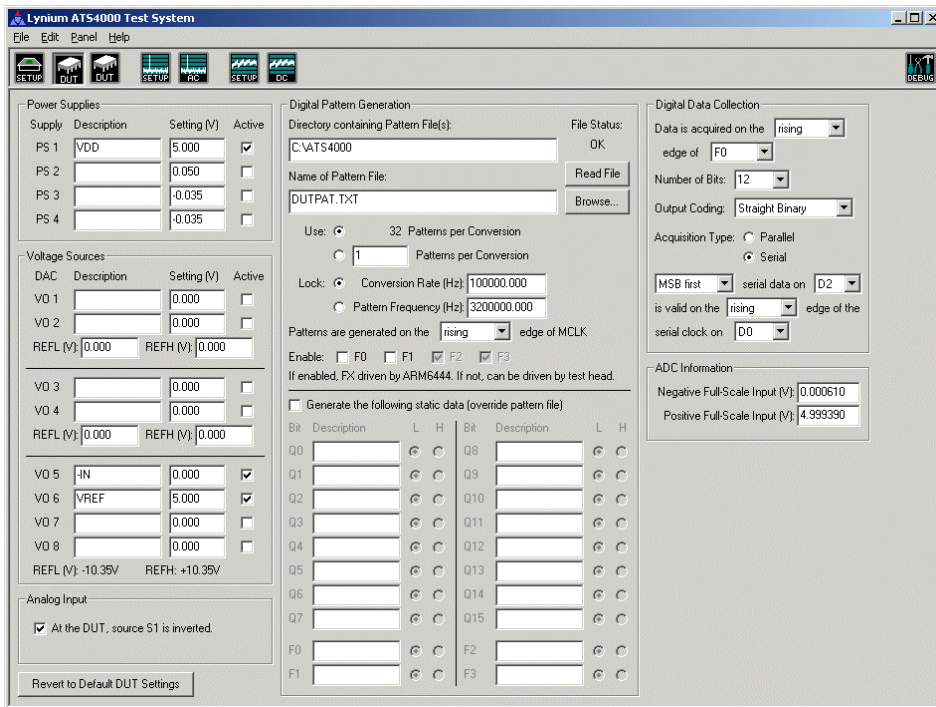 Lynium ATS4000 Test System
File Edit Panel Help
SETUP DUT DUT SETUP AC SETUP DC DEBUG
Power Supplies
Supply Description Setting (V) Active
PS 1 VDD 5.000
PS 2 0.050
PS 3 -0.035
PS 4 -0.035
Voltage Sources
DAC Description Setting (V) Active
VO 1 0.000
VO 2 0.000
REFL (V): 0.000 REFH (V): 0.000
VO 3 0.000
VO 4 0.000
REFL (V): 0.000 REFH (V): 0.000
VO 5 -IN 0.000
VO 6 VREF 5.000
VO 7 0.000
VO 8 0.000
REFL (V): -10.35V REFH: +10.35V
Analog Input
At the DUT, source S1 is inverted.
Revert to Default DUT Settings
Digital Pattern Generation
Directory containing Pattern File(s): File Status:
C:\ATS4000 OK
Name of Pattern File: Read File
DUTPAT.TXT Browse...
Use: 32 Patterns per Conversion
1 Patterns per Conversion
Lock: Conversion Rate (Hz): 100000.000
Pattern Frequency (Hz): 3200000.000
Patterns are generated on the rising edge of MCLK
Enable: F0 F1 F2 F3
If enabled, FX driven by ARM6444. If not, can be driven by test head.
Generate the following static data (override pattern file)
Bit Description L H Bit Description L H
Q0 Q8
Q1 Q9
Q2 Q10
Q3 Q11
Q4 Q12
Q5 Q13
Q6 Q14
Q7 Q15
F0 F2
F1 F3
Digital Data Collection
Data is acquired on the rising
edge of F0
Number of Bits: 12
Output Coding: Straight Binary
Acquisition Type: Parallel
Serial
MSB first serial data on D2
is valid on the rising edge of the
serial clock on D0
ADC Information
Negative Full-Scale Input (V): 0.000610
Positive Full-Scale Input (V): 4.999390